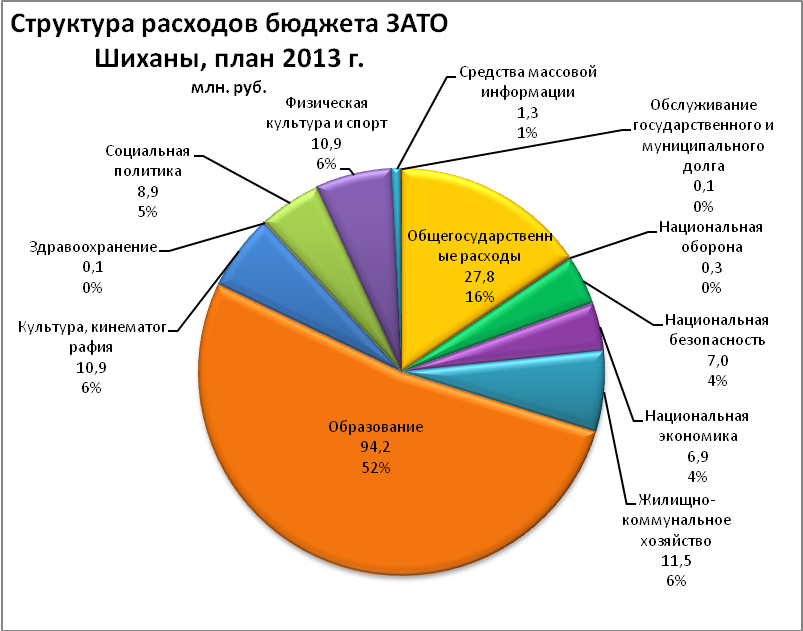 Структура расходов бюджета ЗАТО
Шиханы, план 2013 г.
млн. руб.
Средства массовой
информации
1,3
1%
Обслуживание
государственного и
муниципального
долга
0,1
0%
Национальная
оборона
0,3
0%
Национальная
безопасность
7,0
4%
Национальная
экономика
6,9
4%
Жилищно-
коммунальное
хозяйство
11,5
6%
Общегосударственн
ые расходы
27,8
16%
Образование
94,2
52%
Культура, кинематог
рафия
10,9
6%
Здравоохранение
0,1
0%
Социальная
политика
8,9
5%
Физическая
культура и спорт
10,9
6%